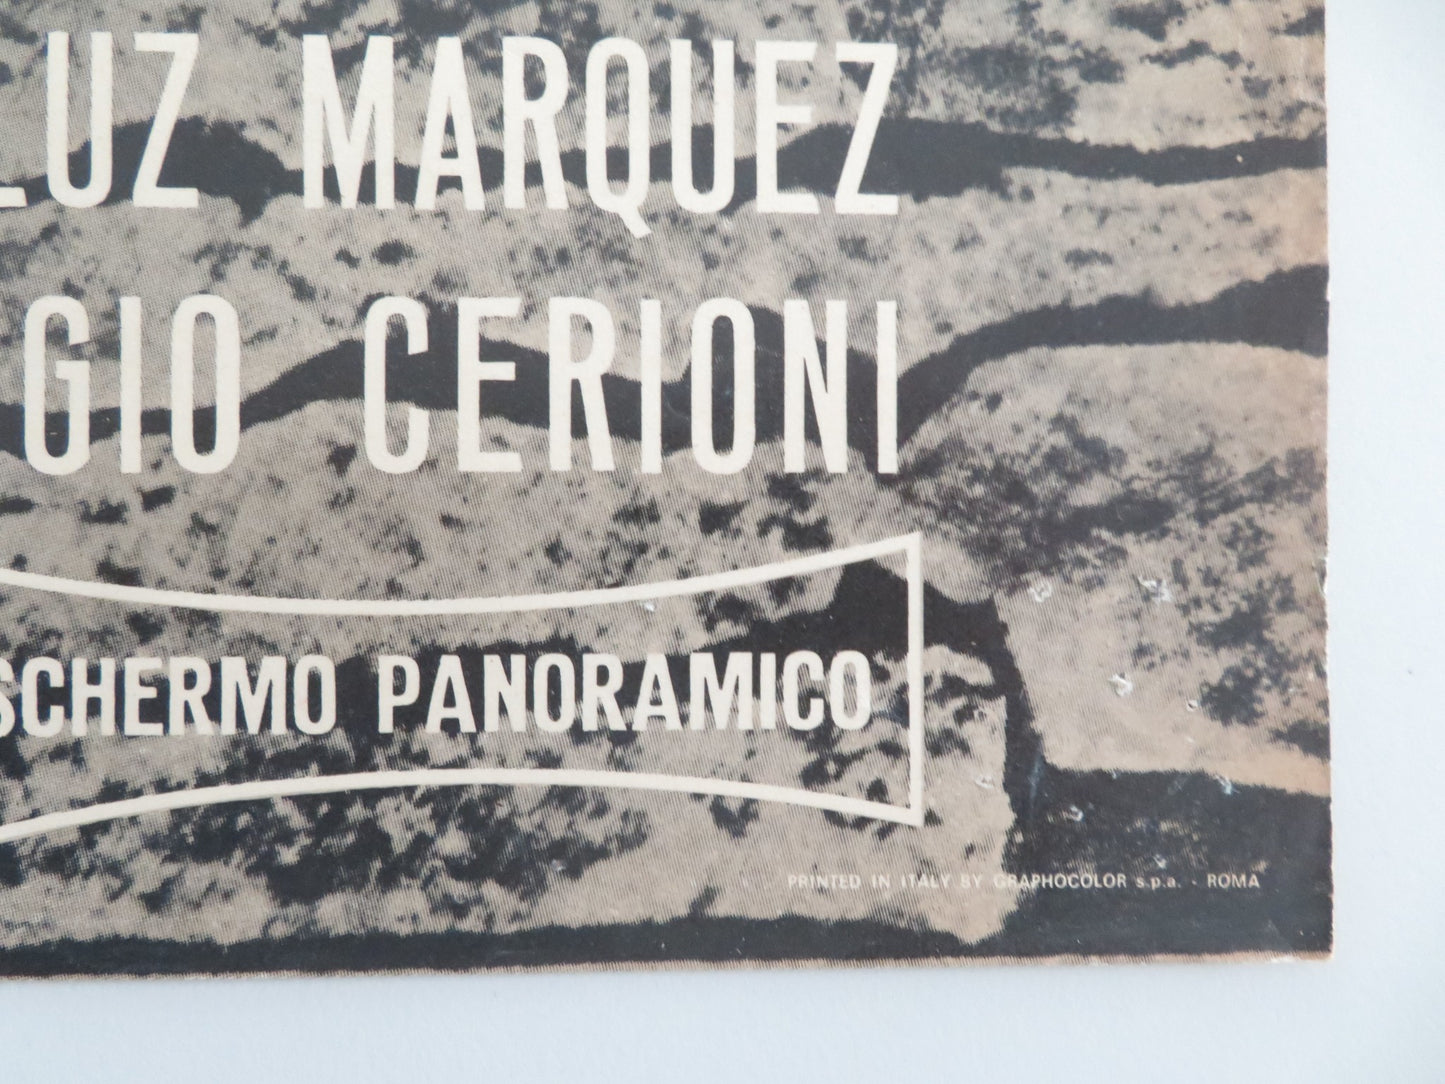 LUZ MARQUEZ
GIO CERIONI
SCHERMO PANORAMICO
PRINTED IN ITALY BY GRAPHOCOLOR s.p.a. - ROMA